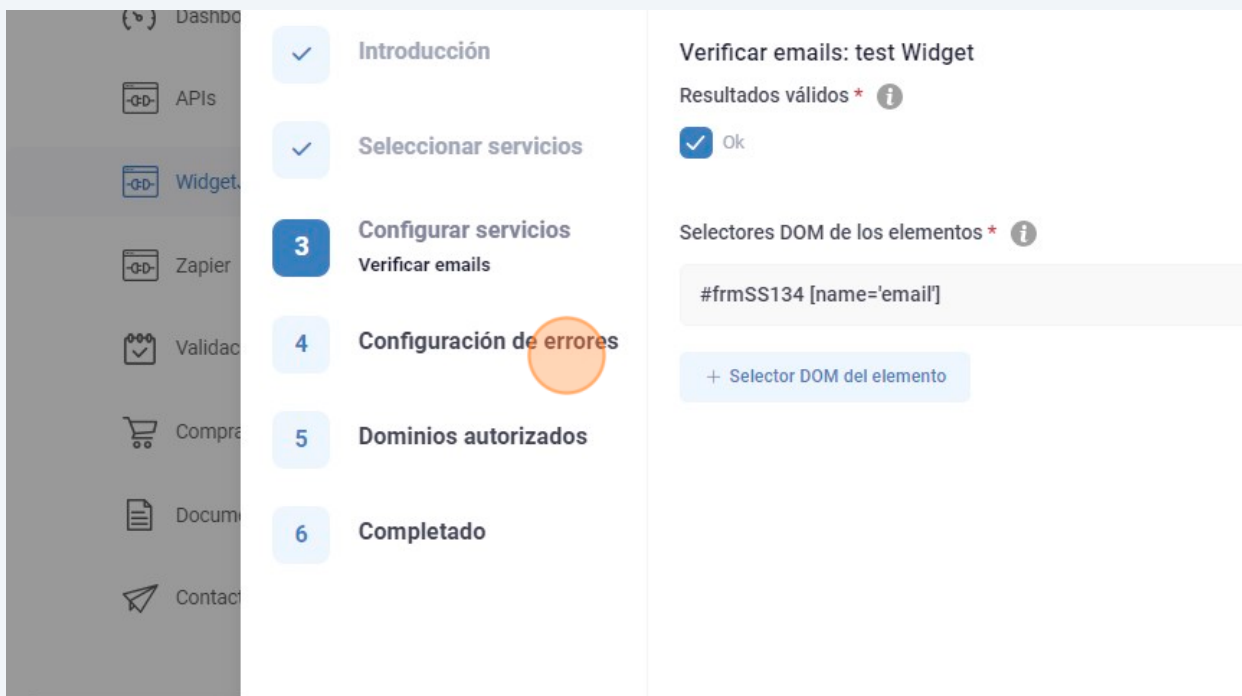 Dashbo
APIs
Widget
Zapier
Validac
Compra
Docum
Contact
Introducción
Seleccionar servicios
3
Configurar servicios
Verificar emails
4
Configuración de errores
5
Dominios autorizados
6
Completado
Verificar emails: test Widget
Resultados válidos *
Ok
Selectores DOM de los elementos *
#frmSS134 [name='email']
+ Selector DOM del elemento